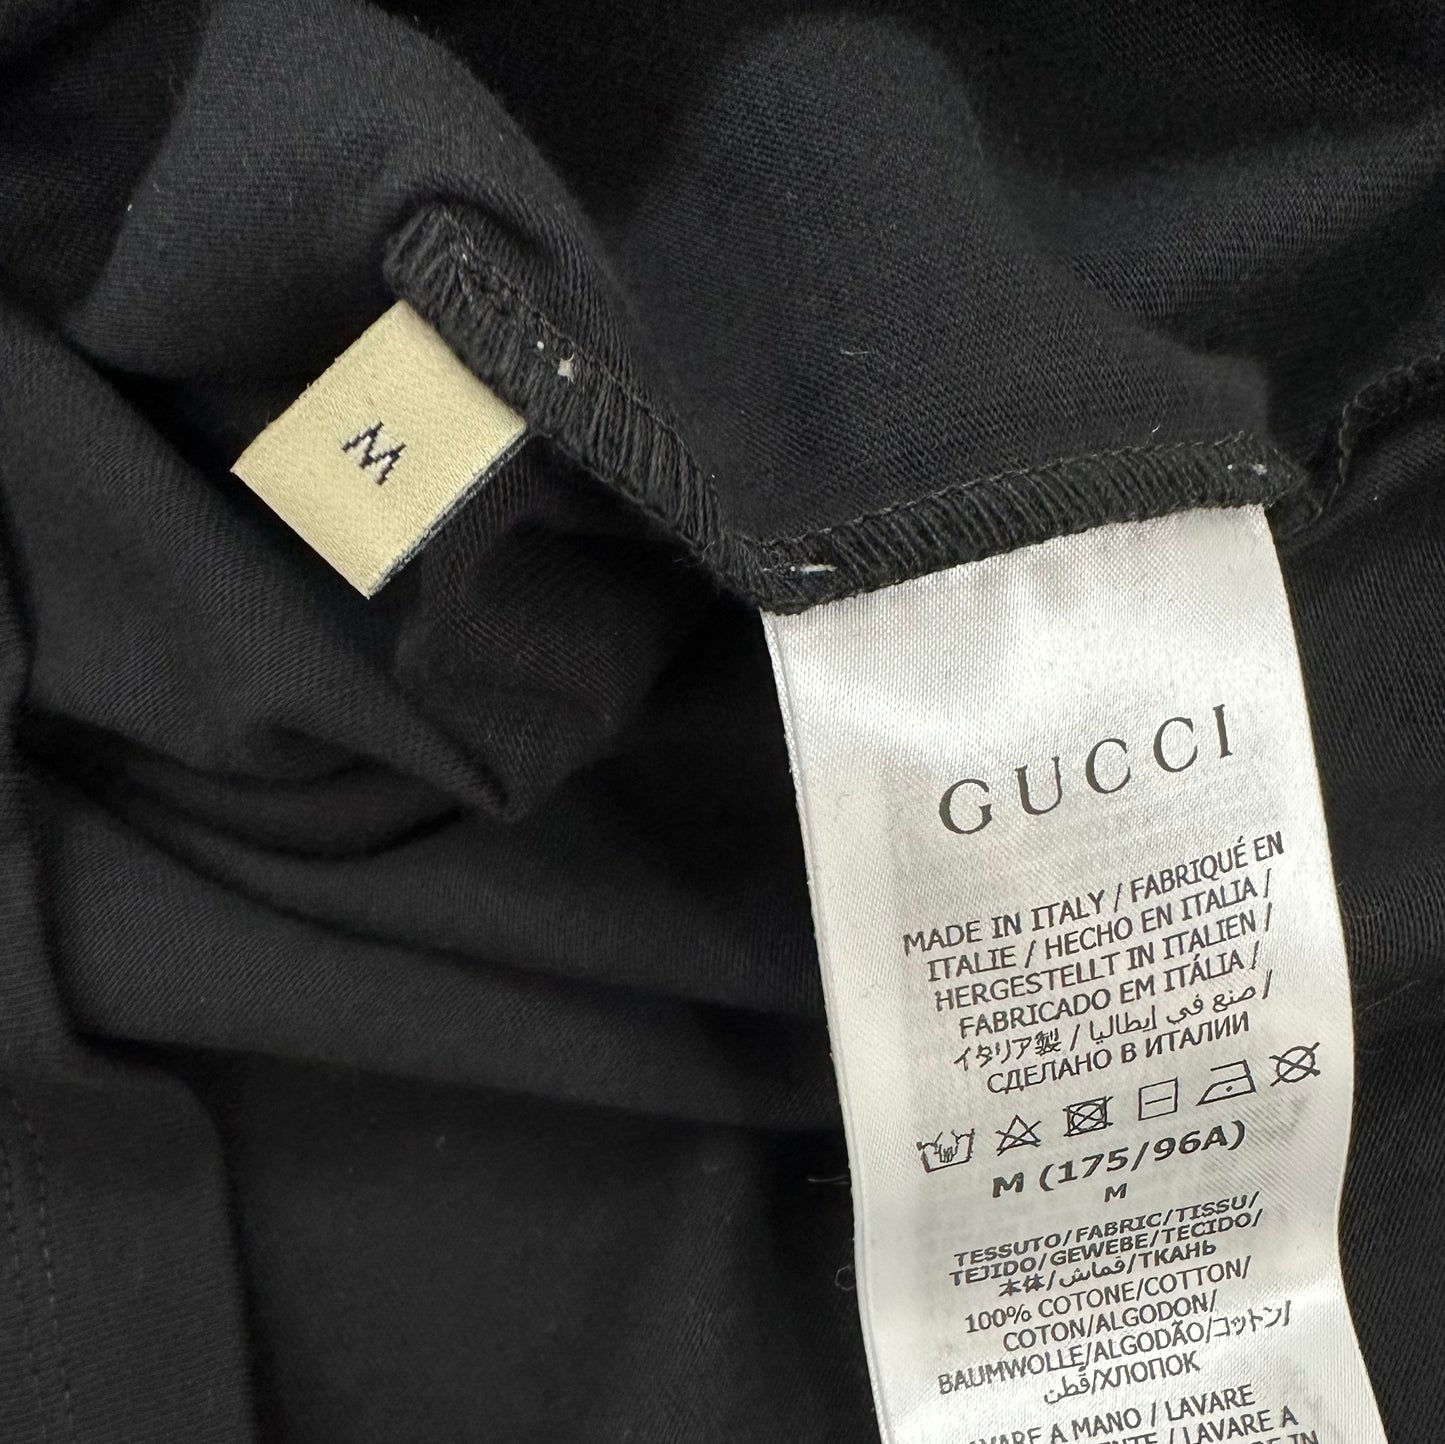 M
GUCCI
MADE IN ITALY / FABRIQUÉ EN
ITALIE / HECHO EN ITALIA /
HERGESTELLT IN ITALIEN /
FABRICADO EM ITÁLIA /
イタリア製 / صنع في إيطاليا /
СДЕЛАНО В ИТАЛИИ
M (175/96A)
M
TESSUTO/FABRIC/TISSU/
TEJIDO/GEWEBE/TECIDO/
本体/قماش/ТКАНЬ
100% COTONE/COTTON/
COTON/ALGODON/
BAUMWOLLE/ALGODÃO/コットン/
قطن/ХЛОПОК
A MANO / LAVARE
LAVARE A
IN